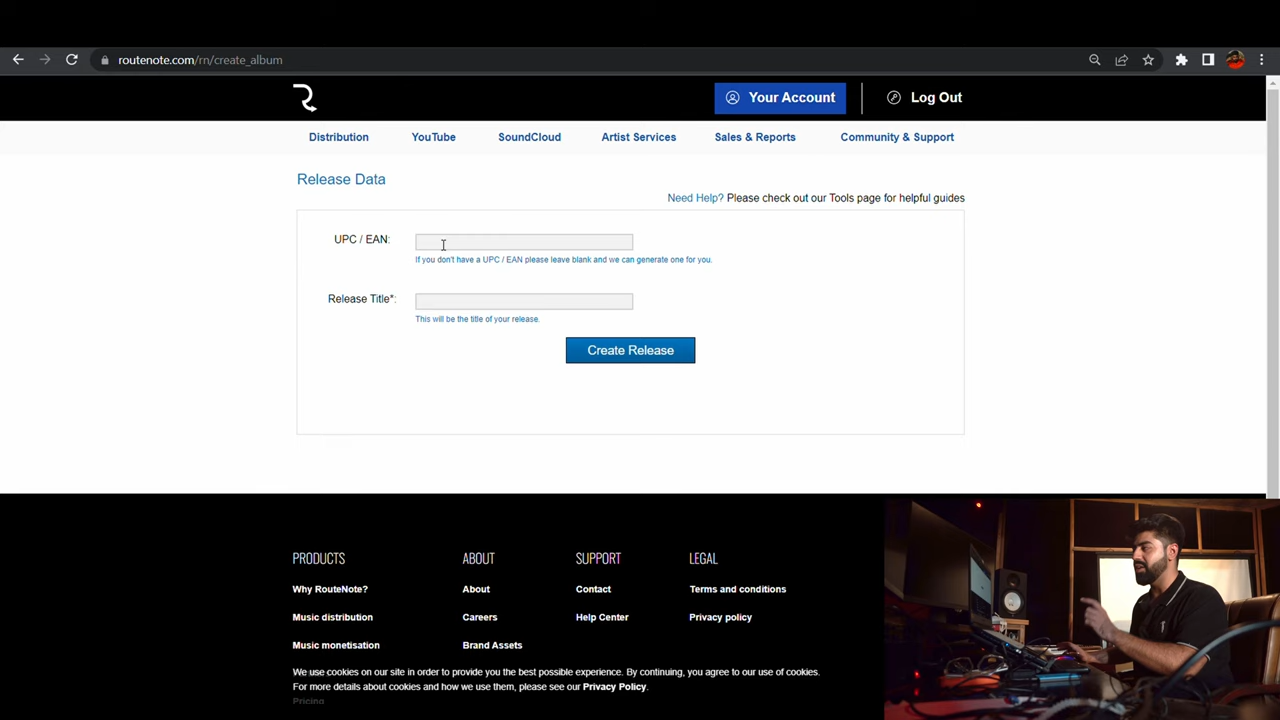 routenote.com/rn/create_album
Your Account
Log Out
Distribution
YouTube
SoundCloud
Artist Services
Sales & Reports
Community & Support
Release Data
Need Help? Please check out our Tools page for helpful guides
UPC / EAN:
If you don't have a UPC / EAN please leave blank and we can generate one for you.
Release Title*:
This will be the title of your release.
Create Release
PRODUCTS
Why RouteNote?
Music distribution
Music monetisation
ABOUT
About
Careers
Brand Assets
SUPPORT
Contact
Help Center
LEGAL
Terms and conditions
Privacy policy
We use cookies on our site in order to provide you the best possible experience. By continuing, you agree to our use of cookies.
For more details about cookies and how we use them, please see our Privacy Policy.
Pricing